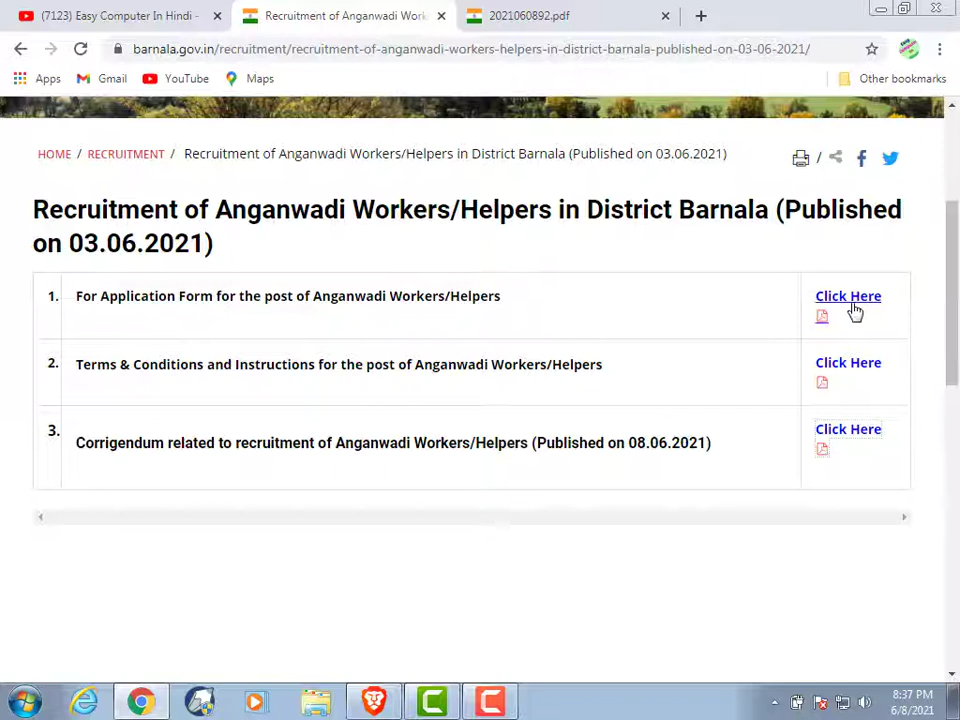 (7123) Easy Computer In Hindi -
Recruitment of Anganwadi Work
2021060892.pdf
barnala.gov.in/recruitment/recruitment-of-anganwadi-workers-helpers-in-district-barnala-published-on-03-06-2021/
Apps
Gmail
YouTube
Maps
Other bookmarks
HOME / RECRUITMENT / Recruitment of Anganwadi Workers/Helpers in District Barnala (Published on 03.06.2021)
/
Recruitment of Anganwadi Workers/Helpers in District Barnala (Published
on 03.06.2021)
1. For Application Form for the post of Anganwadi Workers/Helpers Click Here
2. Terms & Conditions and Instructions for the post of Anganwadi Workers/Helpers Click Here
3. Corrigendum related to recruitment of Anganwadi Workers/Helpers (Published on 08.06.2021) Click Here
8:37 PM
6/8/2021